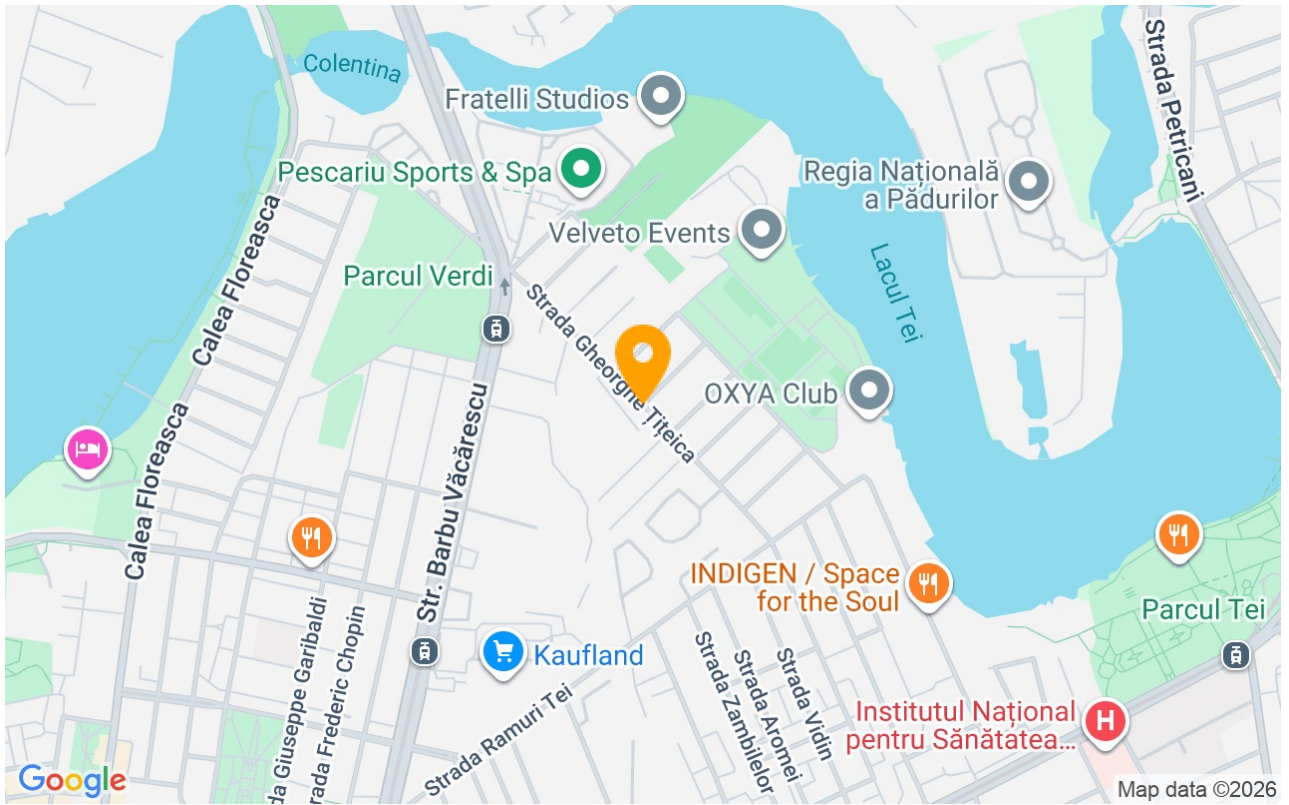 Colentina
Fratelli Studios
Strada Petricani
Pescariu Sports & Spa
Regia Națională
a Pădurilor
Calea Floreasca
Velveto Events
Lacul Tei
Parcul Verdi
Strada Gheorghe Țițeica
OXYA Club
Calea Floreasca
Str. Barbu Văcărescu
INDIGEN / Space
for the Soul
Parcul Tei
Kaufland
da Giuseppe Garibaldi
rada Frederic Chopin
Strada Ramuri Tei
Strada Zambilelor
Strada Aromei
Strada Vidin
Institutul Național
pentru Sănătatea...
H
Google
Map data ©2026